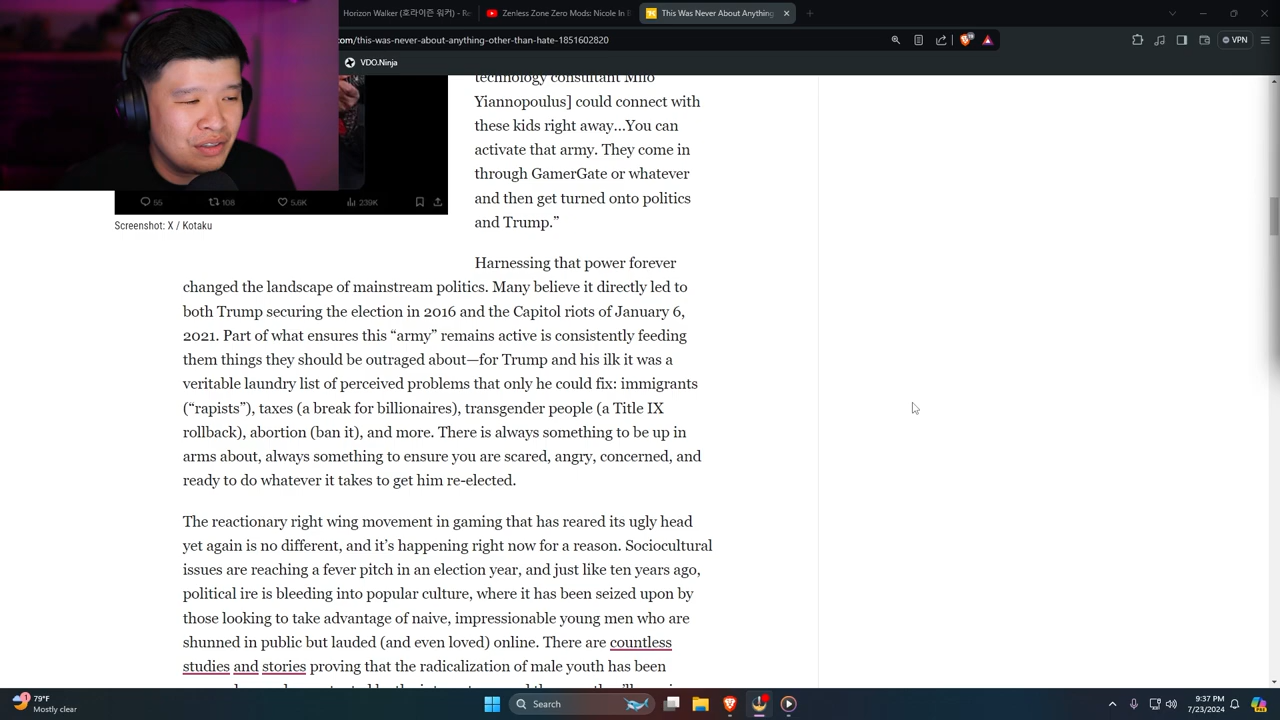 Horizon Walker (호라이즌 워커) - Re
Zenless Zone Zero Mods: Nicole In B
This Was Never About Anything
com/this-was-never-about-anything-other-than-hate-1851602820
VPN
VDO.Ninja
technology consultant Milo
Yiannopoulus] could connect with
these kids right away…You can
activate that army. They come in
through GamerGate or whatever
and then get turned onto politics
and Trump.”
55 108 5.6K 239K
Screenshot: X / Kotaku
Harnessing that power forever
changed the landscape of mainstream politics. Many believe it directly led to
both Trump securing the election in 2016 and the Capitol riots of January 6,
2021. Part of what ensures this “army” remains active is consistently feeding
them things they should be outraged about—for Trump and his ilk it was a
veritable laundry list of perceived problems that only he could fix: immigrants
(“rapists”), taxes (a break for billionaires), transgender people (a Title IX
rollback), abortion (ban it), and more. There is always something to be up in
arms about, always something to ensure you are scared, angry, concerned, and
ready to do whatever it takes to get him re-elected.
The reactionary right wing movement in gaming that has reared its ugly head
yet again is no different, and it’s happening right now for a reason. Sociocultural
issues are reaching a fever pitch in an election year, and just like ten years ago,
political ire is bleeding into popular culture, where it has been seized upon by
those looking to take advantage of naive, impressionable young men who are
shunned in public but lauded (and even loved) online. There are countless
studies and stories proving that the radicalization of male youth has been
79°F
Mostly clear
Search
9:37 PM
7/23/2024